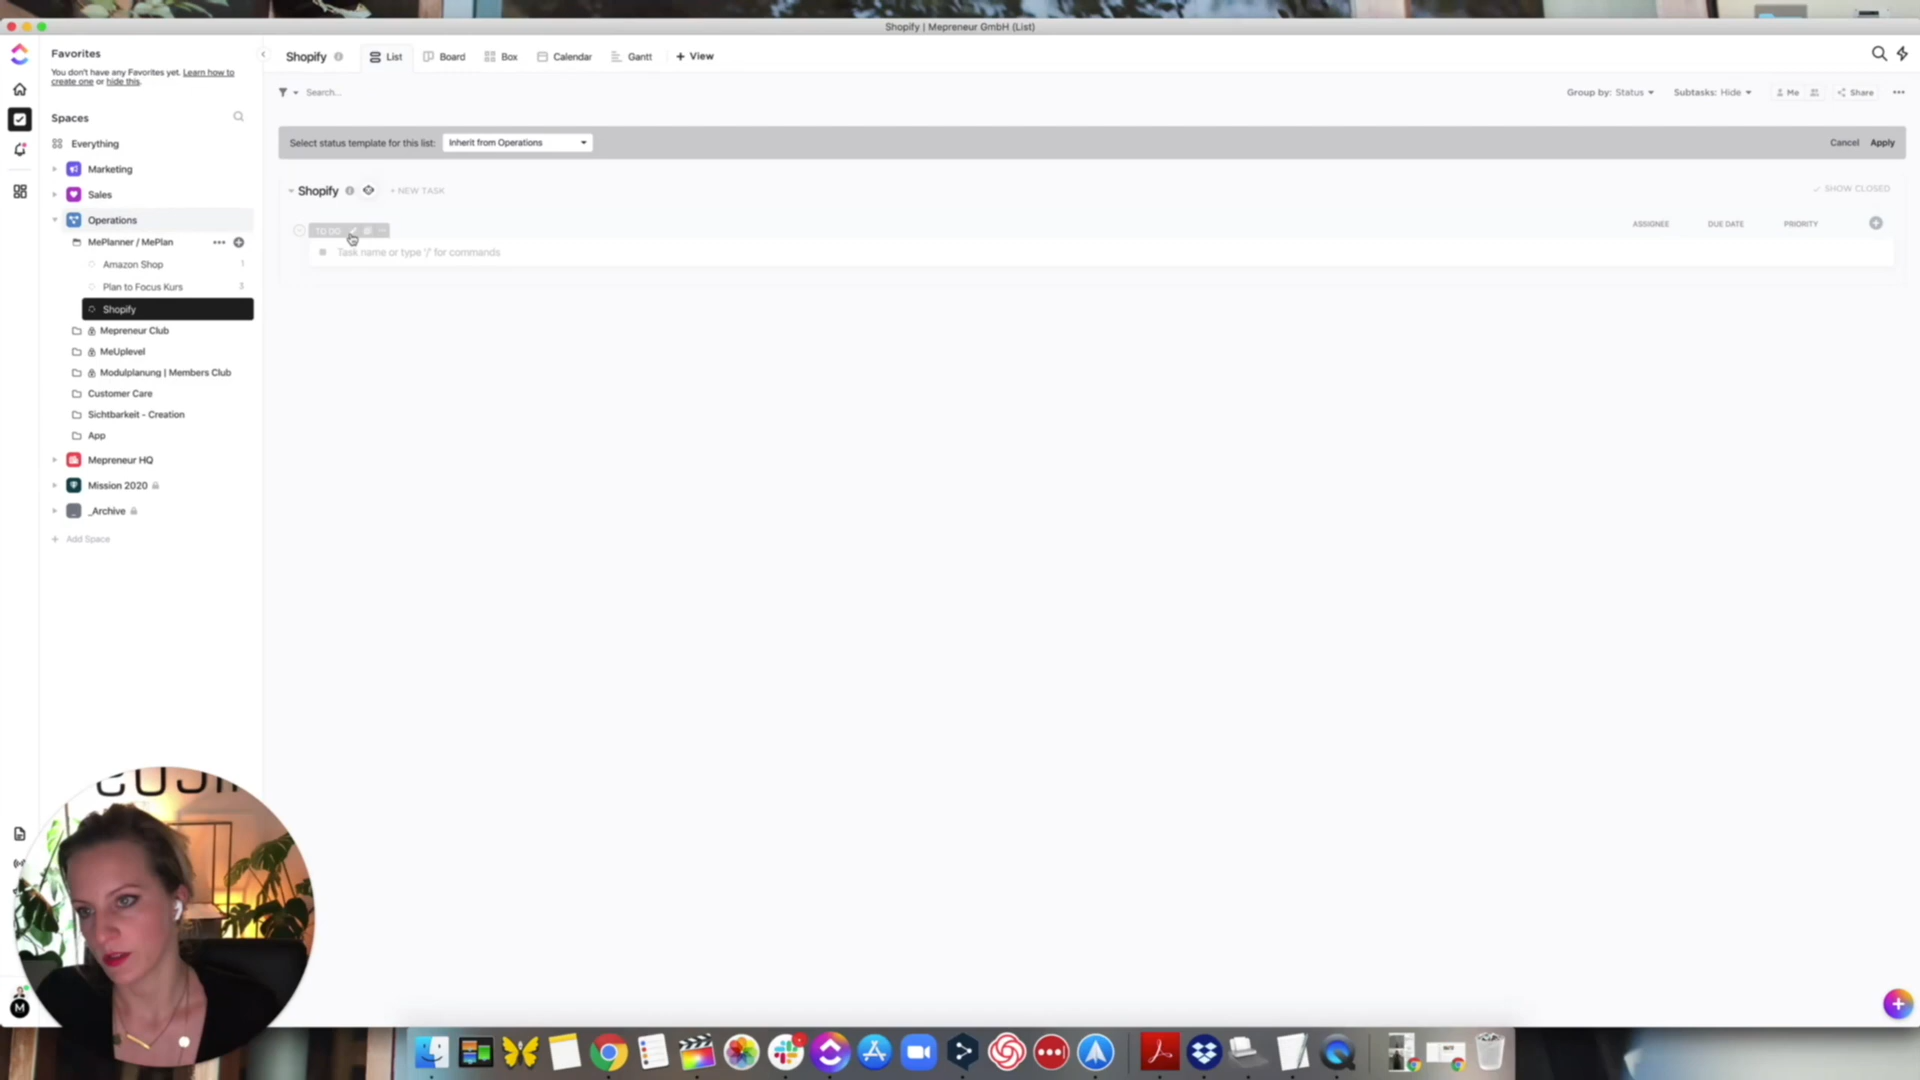 Shopify | Mepreneur GmbH (List)
Favorites
You don't have any Favorites yet. Learn how to
create one or hide this.
Spaces
Everything
Marketing
Sales
Operations
MePlanner / MePlan
Amazon Shop 1
Plan to Focus Kurs 3
Shopify
Mepreneur Club
MeUplevel
Modulplanung | Members Club
Customer Care
Sichtbarkeit - Creation
App
Mepreneur HQ
Mission 2020
_Archive
+ Add Space
M
Shopify List Board Box Calendar Gantt + View
Search...
Group by: Status Subtasks: Hide Me Share
Select status template for this list: Inherit from Operations Cancel Apply
Shopify + NEW TASK SHOW CLOSED
TO DO ASSIGNEE DUE DATE PRIORITY
Task name or type '/' for commands